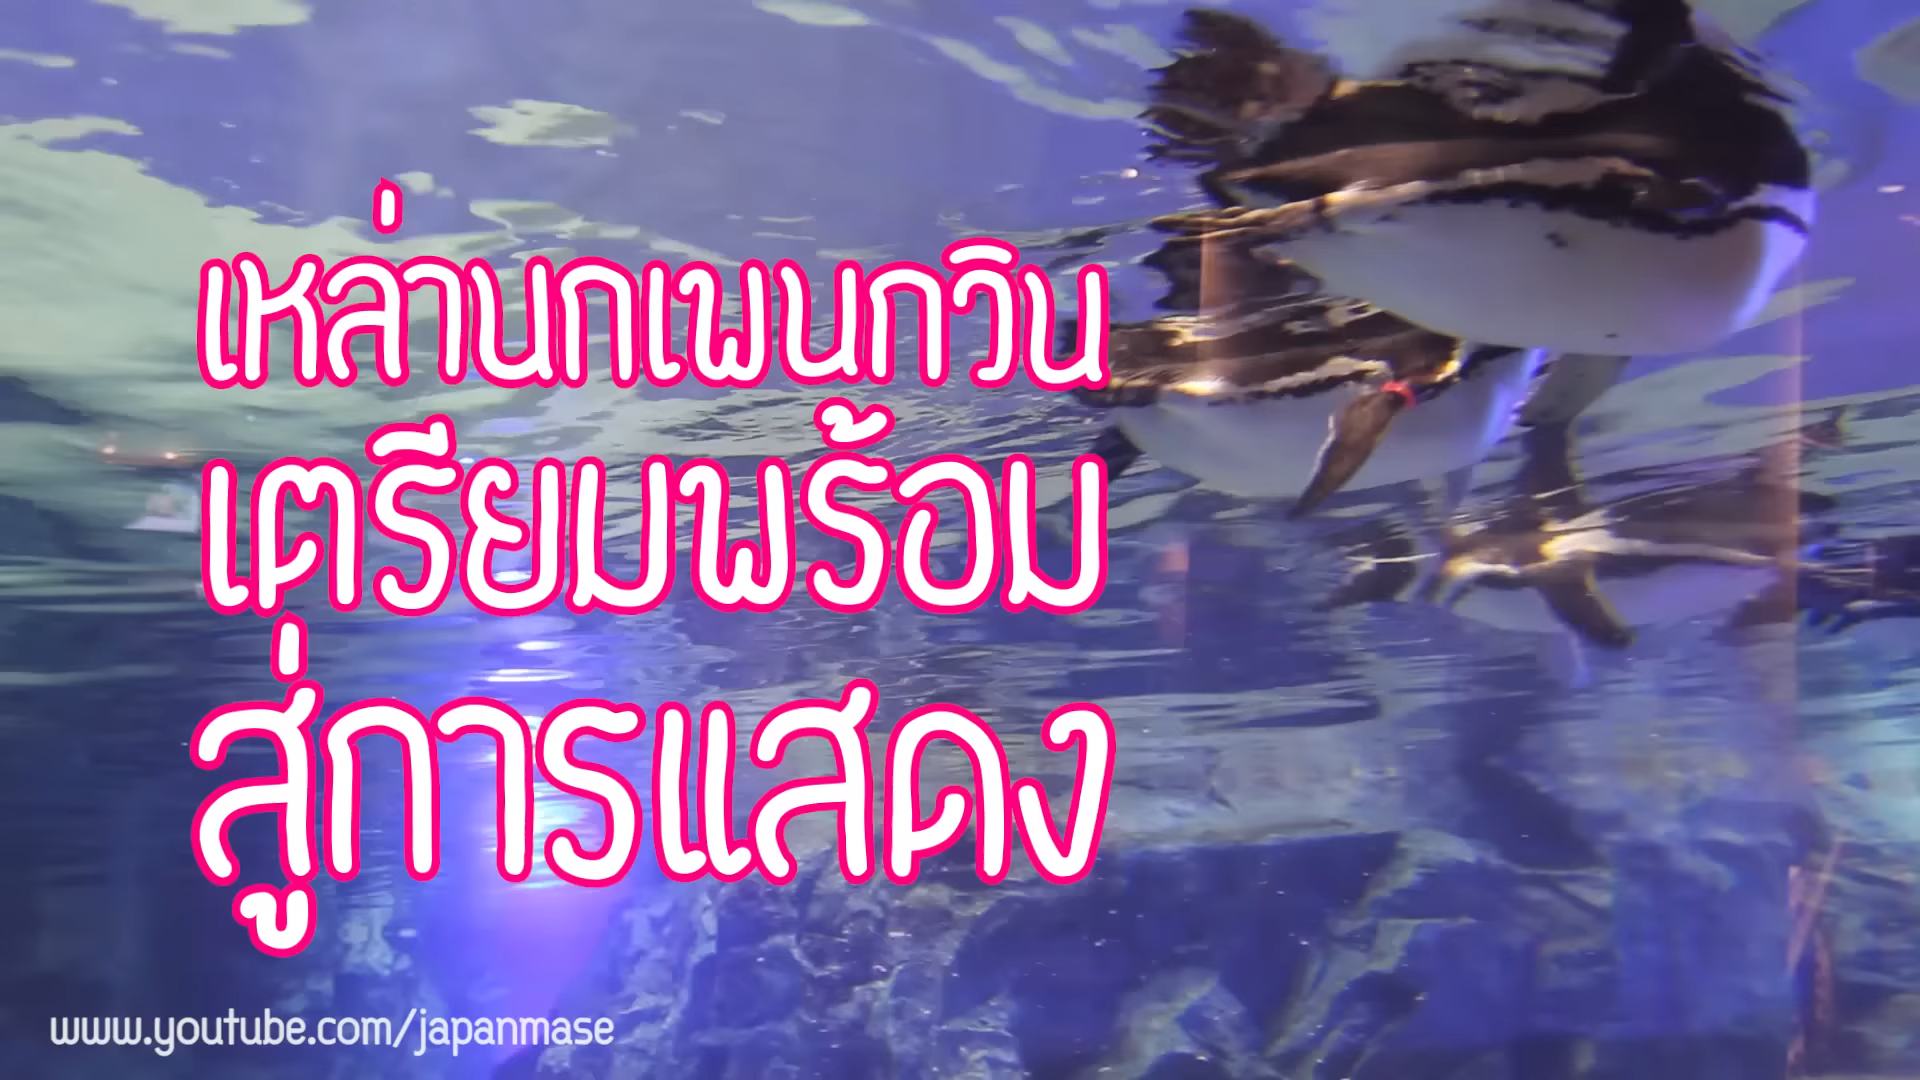 เหล่านกเพนกวิน
เตรียมพร้อม
สู่การแสดง
www.youtube.com/japanmase